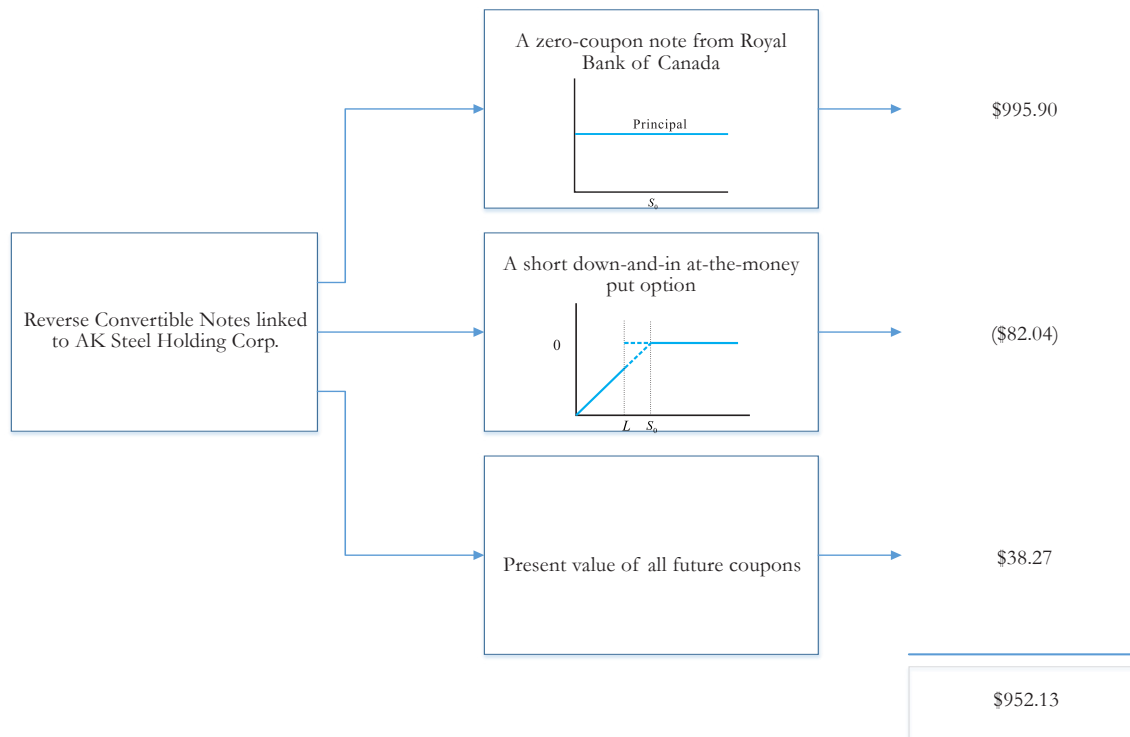 A zero-coupon note from Royal
Bank of Canada
Principal
S₀
$995.90
Reverse Convertible Notes linked
to AK Steel Holding Corp.
A short down-and-in at-the-money
put option
0
L S₀
($82.04)
Present value of all future coupons
$38.27
$952.13